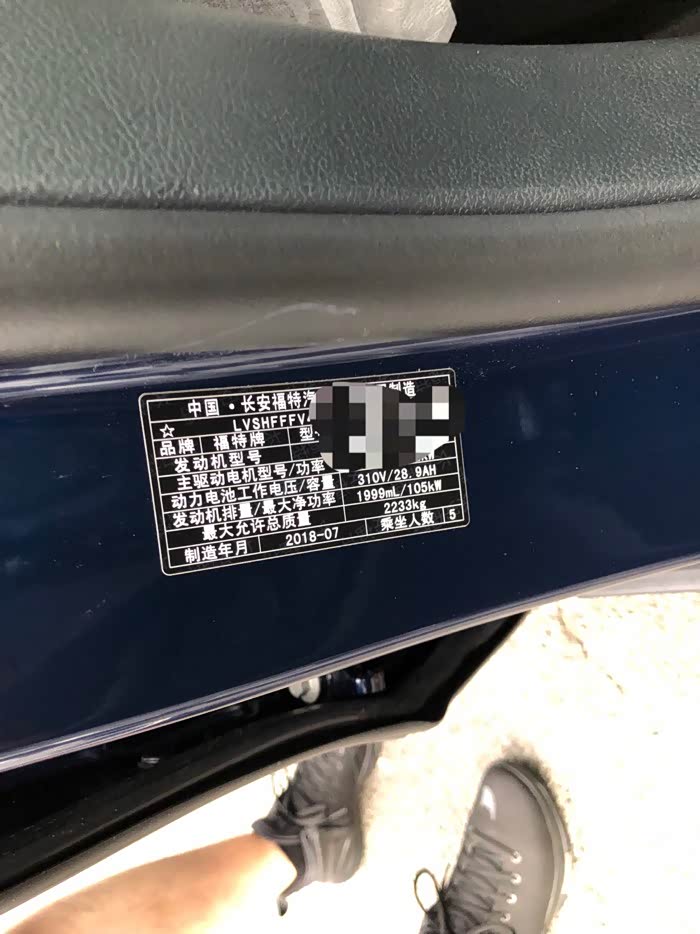 中国·长安福特汽 制造
☆ LVSHFFFV
品牌 福特牌 型
发动机型号
主驱动电机型号/功率
动力电池工作电压/容量 310V/28.9AH
发动机排量/最大净功率 1999mL/105kW
最大允许总质量 2233kg
制造年月 2018-07 乘坐人数 5